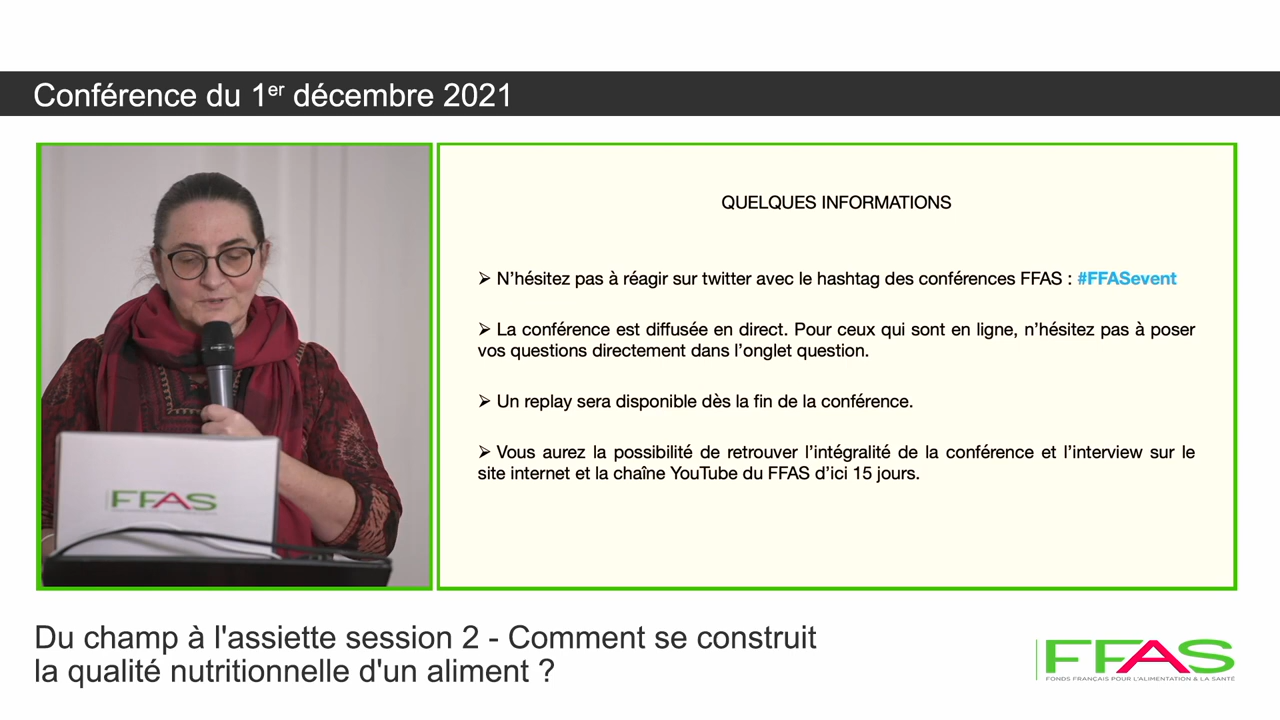 Conférence du 1er décembre 2021
QUELQUES INFORMATIONS
➢ N'hésitez pas à réagir sur twitter avec le hashtag des conférences FFAS : #FFASevent
➢ La conférence est diffusée en direct. Pour ceux qui sont en ligne, n'hésitez pas à poser
vos questions directement dans l'onglet question.
➢ Un replay sera disponible dès la fin de la conférence.
➢ Vous aurez la possibilité de retrouver l'intégralité de la conférence et l'interview sur le
site internet et la chaîne YouTube du FFAS d'ici 15 jours.
FFAS
Du champ à l'assiette session 2 - Comment se construit
la qualité nutritionnelle d'un aliment ?
FFAS
FONDS FRANÇAIS POUR L'ALIMENTATION & LA SANTÉ